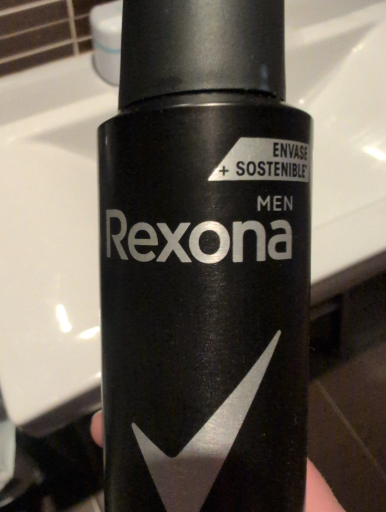 ENVASE
+ SOSTENIBLE*
MEN
Rexona